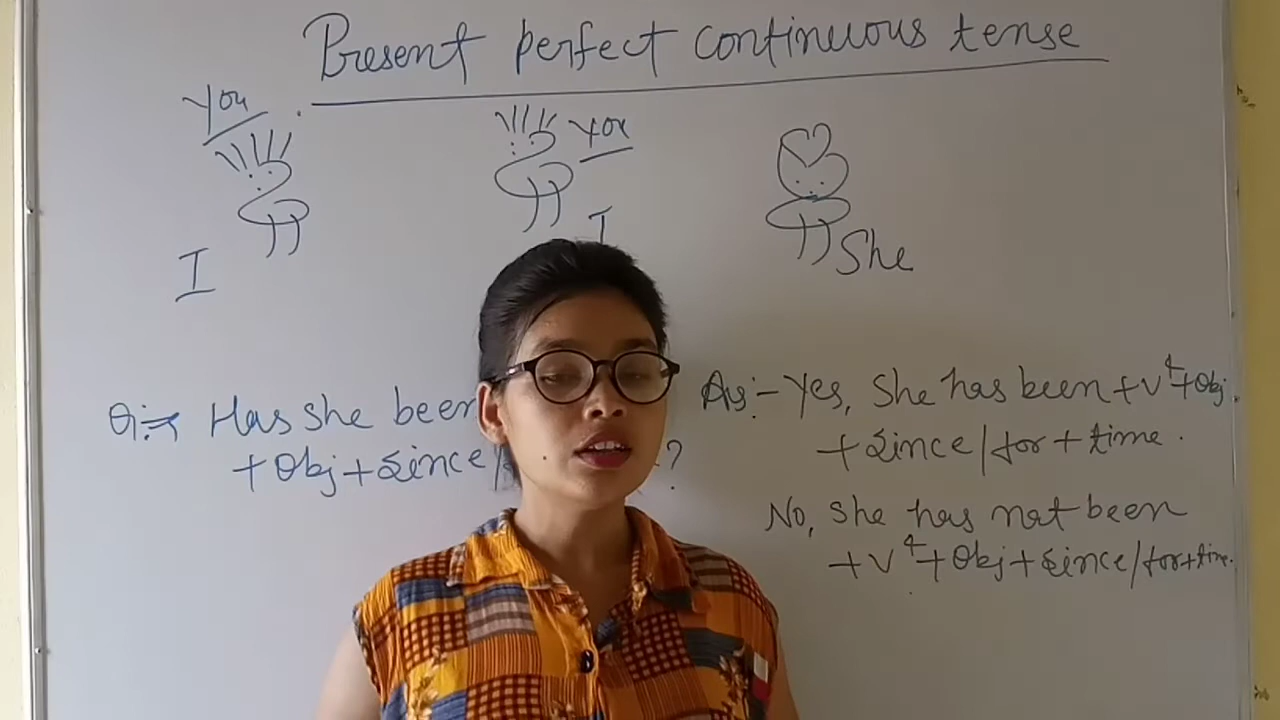 Present perfect continuous tense
You
You
I
I
She
Q:- Has she been
+ Obj + Since/
?
As:- Yes, She has been + V⁴ + Obj.
+ Since/for + time.
No, She has not been
+ V⁴ + Obj + Since/for + time.